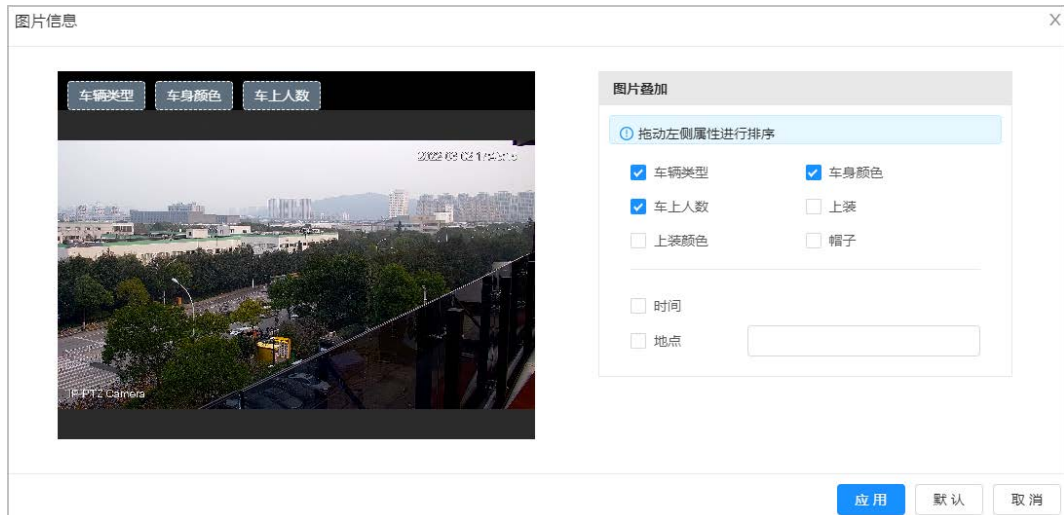 图片信息
X
车辆类型 车身颜色 车上人数
IP PTZ Camera
图片叠加
拖动左侧属性进行排序
车辆类型 车身颜色
车上人数 上装
上装颜色 帽子
时间
地点
应用 默认 取消